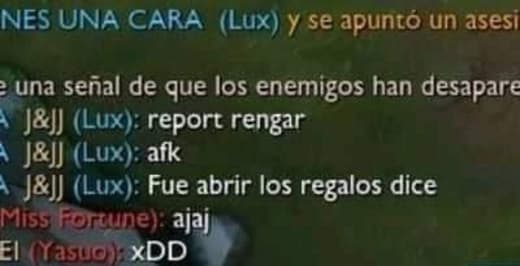 NES UNA CARA (Lux) y se apuntó un asesi
e una señal de que los enemigos han desapare
A J&JJ (Lux): report rengar
A J&JJ (Lux): afk
A J&JJ (Lux): Fue abrir los regalos dice
(Miss Fortune): ajaj
El (Yasuo): xDD